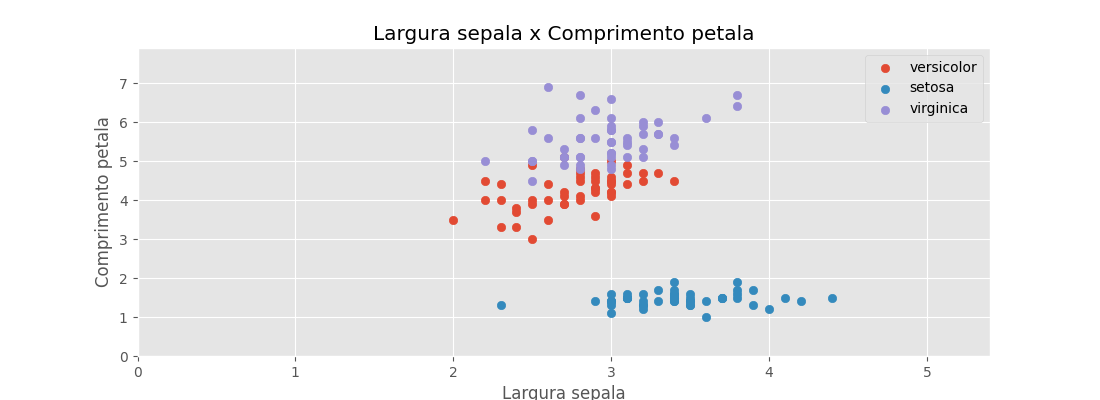 Largura sepala x Comprimento petala
versicolor
setosa
virginica
Comprimento petala
7
6
5
4
3
2
1
0
0 1 2 3 4 5
Largura sepala